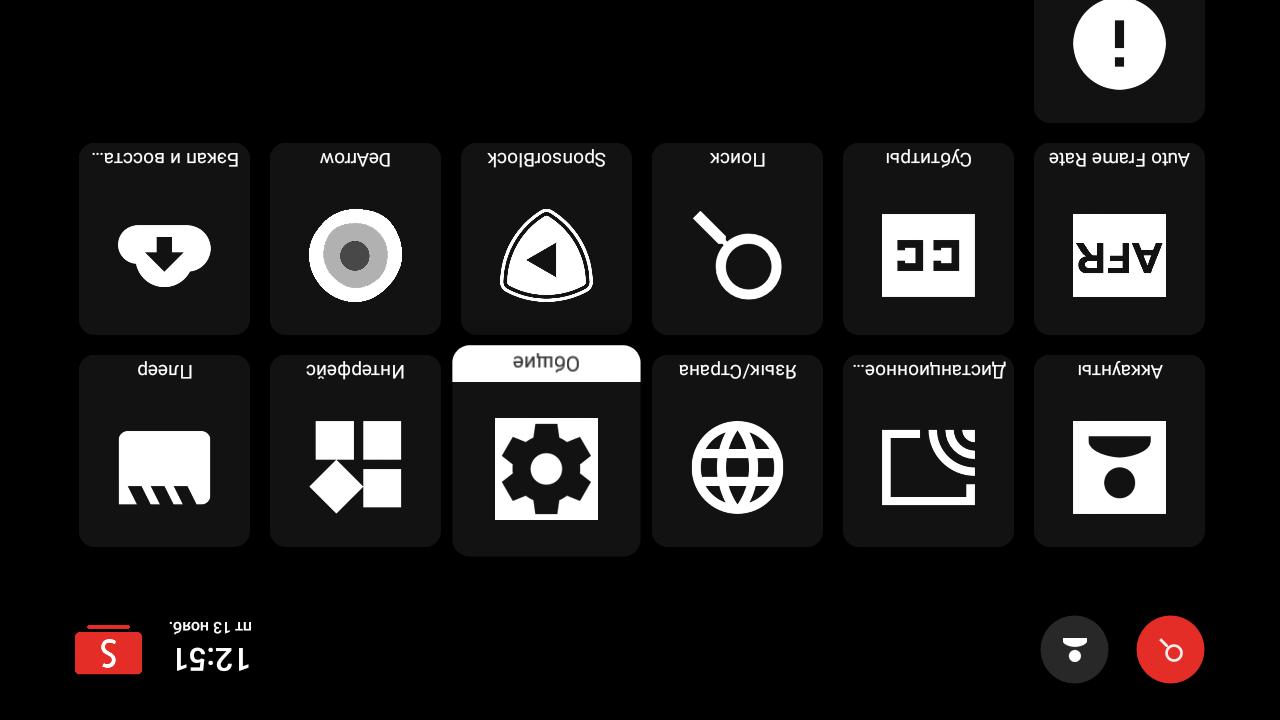 12:51
пт 13 нояб.
S
Аккаунты
Дистанционное...
Язык/Страна
Общие
Интерфейс
Плеер
AFR
CC
Auto Frame Rate
Субтитры
Поиск
SponsorBlock
DeArrow
Бэкап и восста...